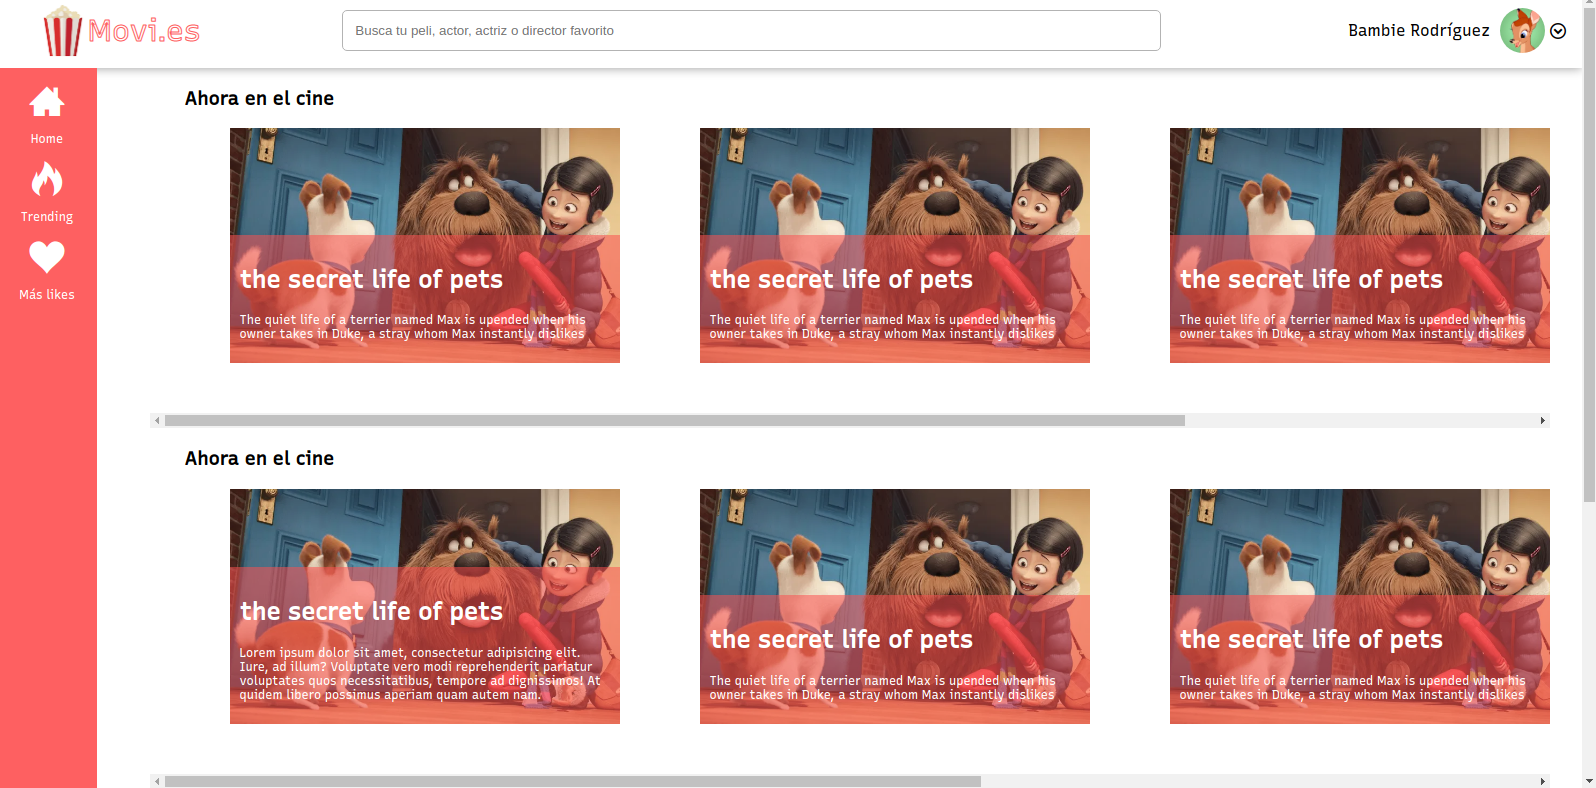 Movi.es
Busca tu peli, actor, actriz o director favorito
Bambie Rodríguez
Home
Trending
Más likes
Ahora en el cine
the secret life of pets
The quiet life of a terrier named Max is upended when his
owner takes in Duke, a stray whom Max instantly dislikes
the secret life of pets
The quiet life of a terrier named Max is upended when his
owner takes in Duke, a stray whom Max instantly dislikes
the secret life of pets
The quiet life of a terrier named Max is upended when his
owner takes in Duke, a stray whom Max instantly dislikes
Ahora en el cine
the secret life of pets
Lorem ipsum dolor sit amet, consectetur adipisicing elit.
Iure, ad illum? Voluptate vero modi reprehenderit pariatur
voluptates quos necessitatibus, tempore ad dignissimos! At
quidem libero possimus aperiam quam autem nam.
the secret life of pets
The quiet life of a terrier named Max is upended when his
owner takes in Duke, a stray whom Max instantly dislikes
the secret life of pets
The quiet life of a terrier named Max is upended when his
owner takes in Duke, a stray whom Max instantly dislikes